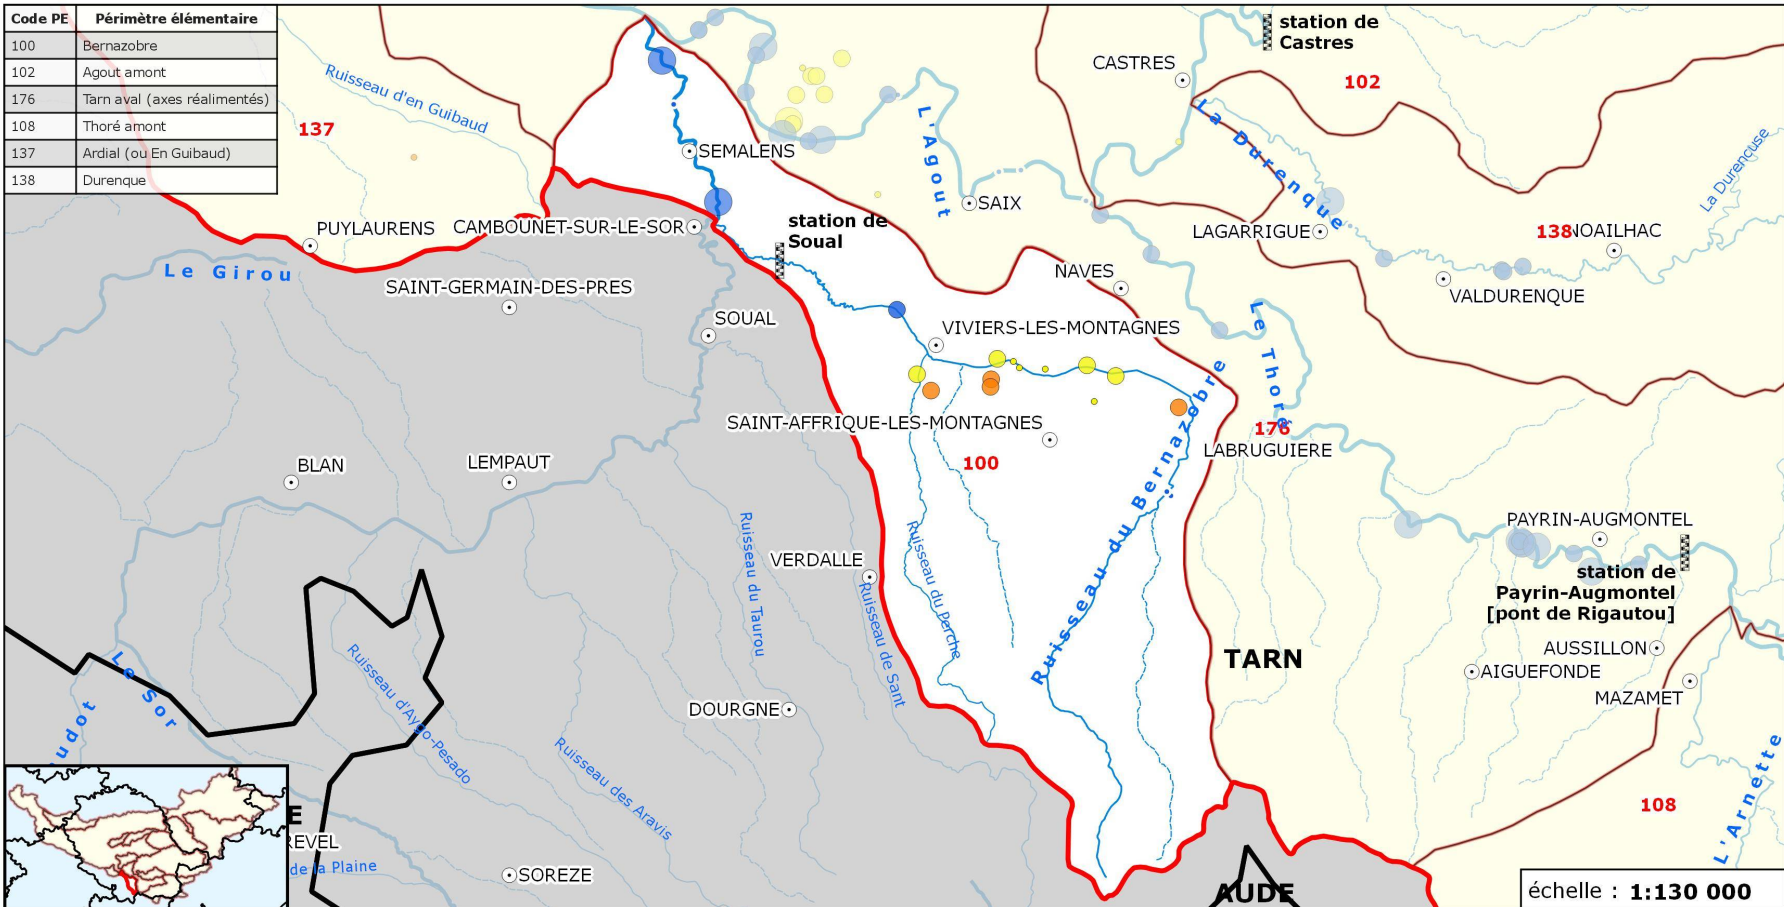 Code PE Périmètre élémentaire
100 Bernazobre
102 Agout amont
176 Tarn aval (axes réalimentés)
108 Thoré amont
137 Ardial (ou En Guibaud)
138 Durenque
station de
Castres
CASTRES
102
Ruisseau d'en Guibaud
137
L'Agout
La Durenque
La Durencuse
SEMALENS
SAIX
PUYLAURENS
CAMBOUNET-SUR-LE-SOR
station de
Soual
LAGARRIGUE
138
NOAILHAC
Le Girou
SAINT-GERMAIN-DES-PRES
NAVES
VALDURENQUE
SOUAL
VIVIERS-LES-MONTAGNES
Le Thoré
SAINT-AFFRIQUE-LES-MONTAGNES
176
LABRUGUIERE
100
BLAN
LEMPAUT
Ruisseau du Bernazobre
PAYRIN-AUGMONTEL
station de
Payrin-Augmontel
[pont de Rigautou]
VERDALLE
Ruisseau du Taurou
Ruisseau du Perche
Ruisseau de Sant
TARN
AUSSILLON
AIGUEFONDE
MAZAMET
Le Sor
udot
Ruisseau d'Aygo-Pesado
DOURGNE
Ruisseau des Aravis
L'Arnette
108
E
REVEL
de la Plaine
SOREZE
AUDE
échelle : 1:130 000